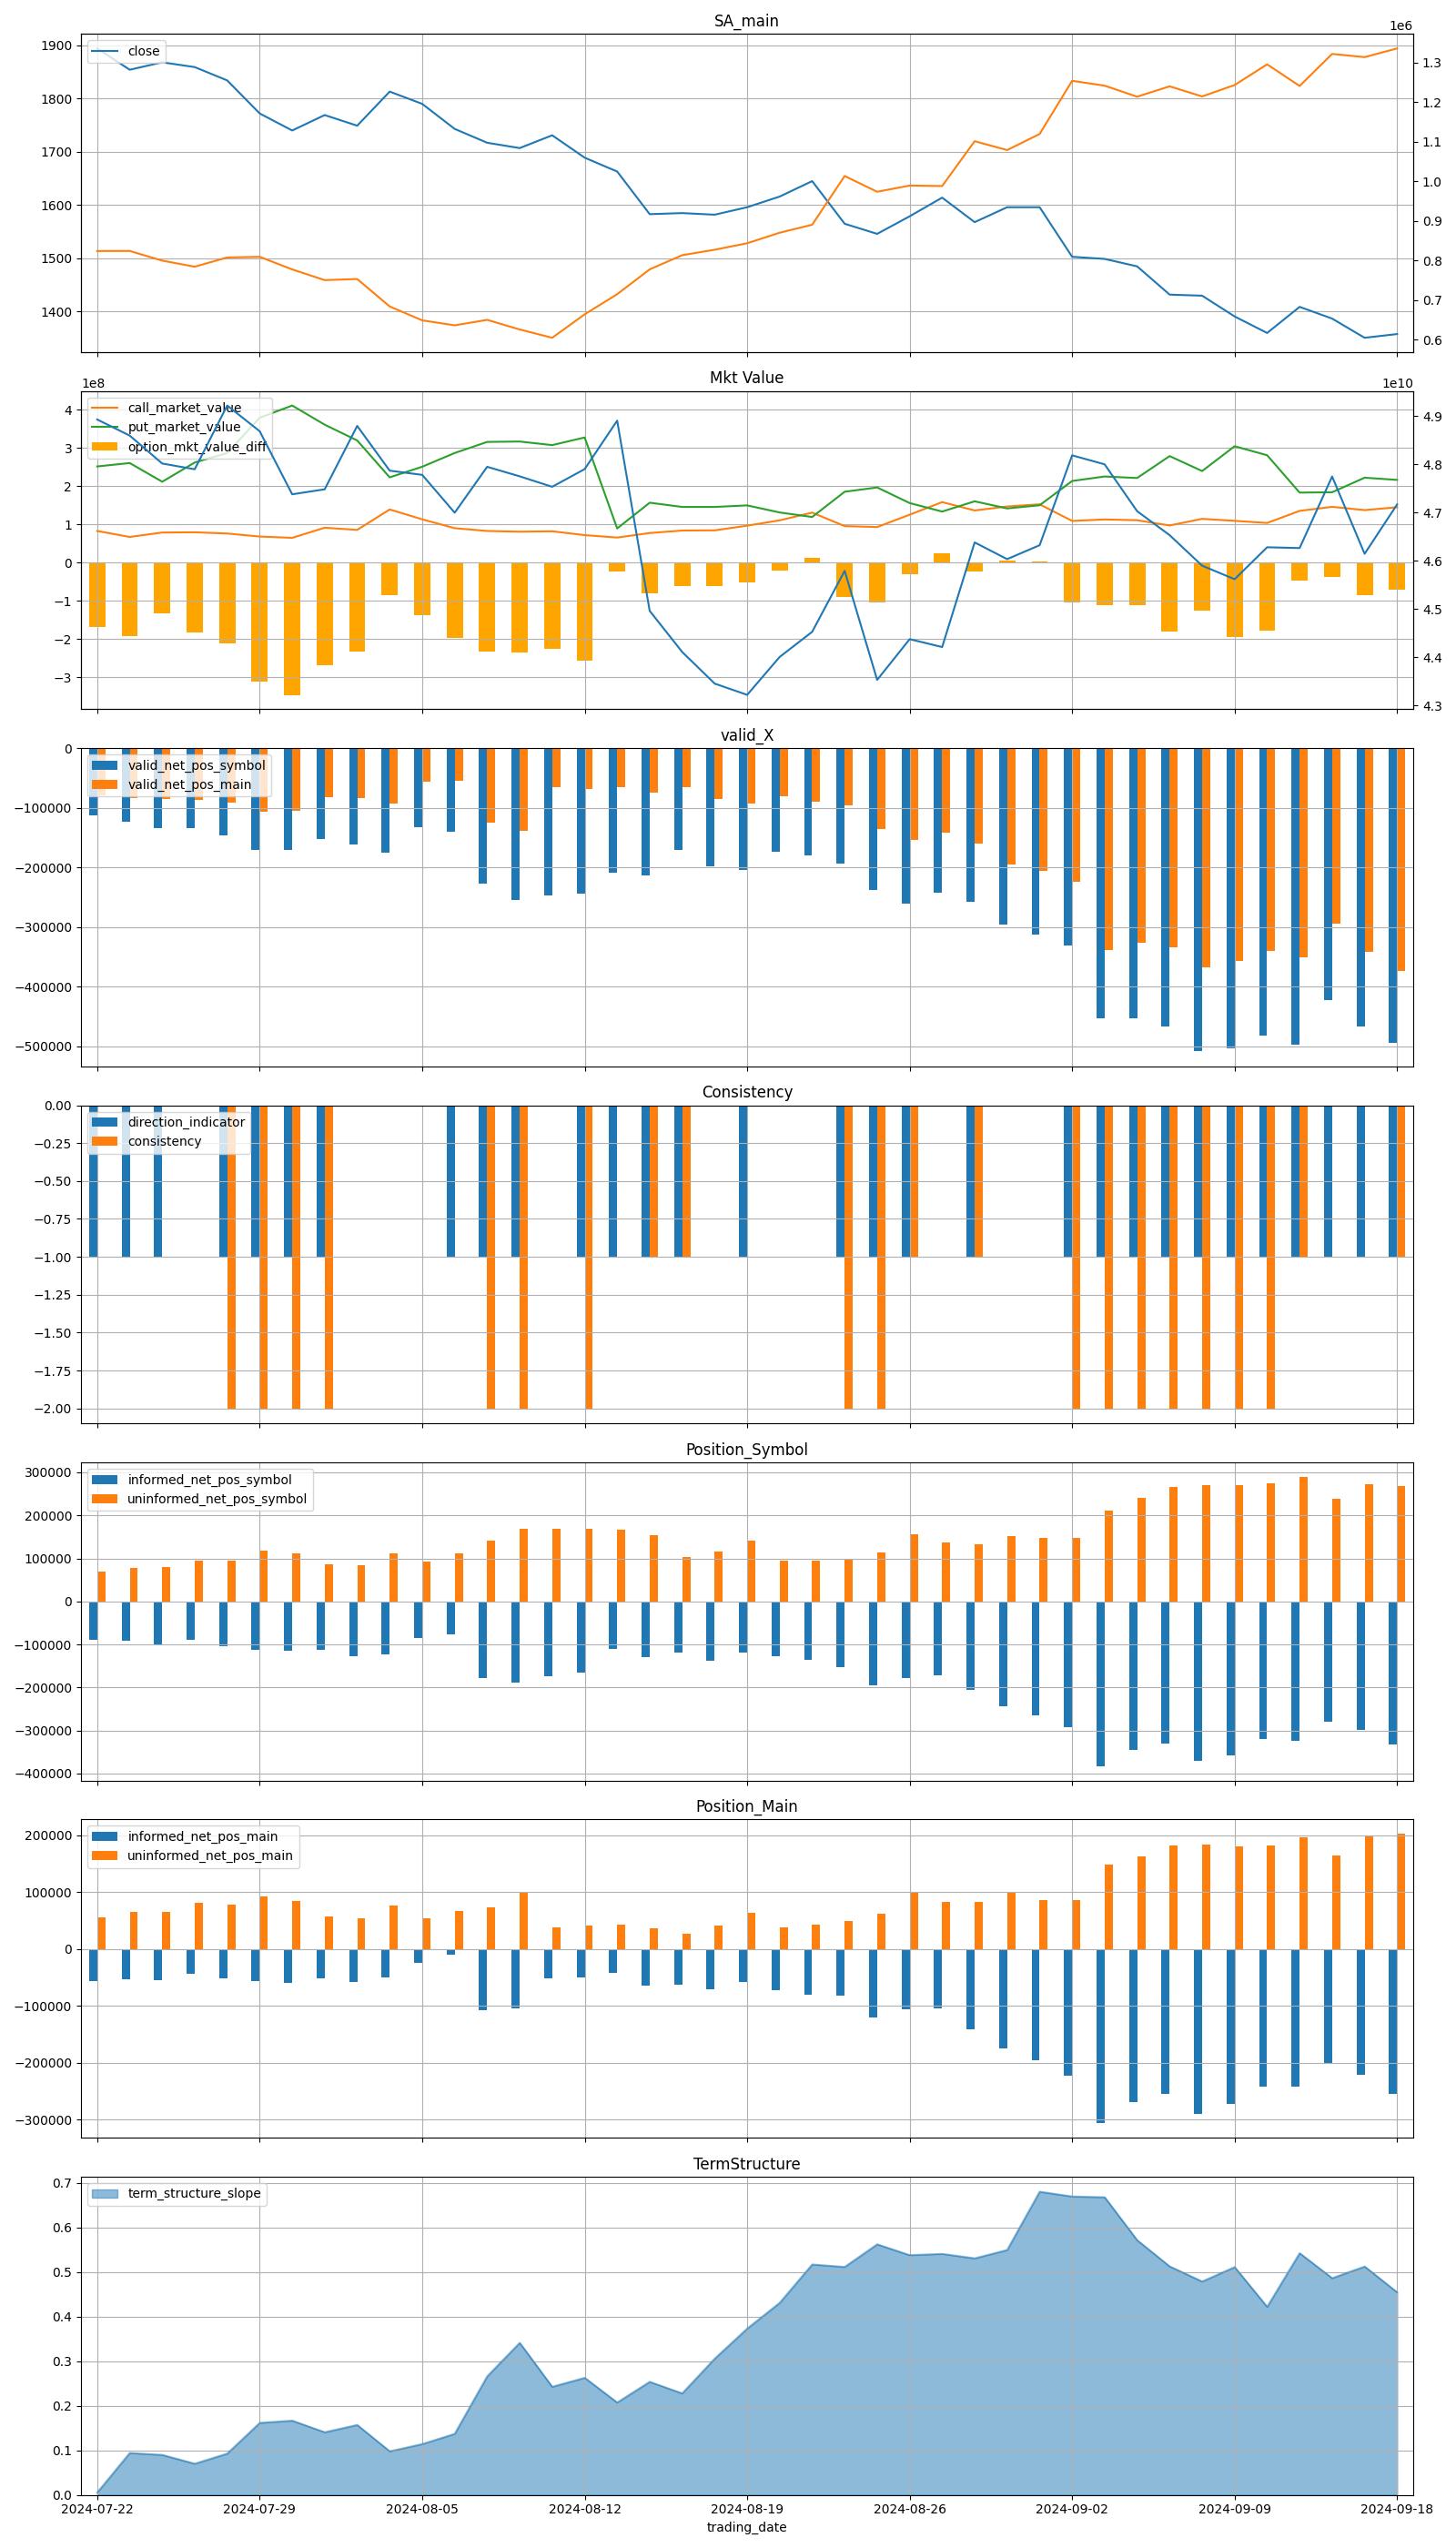 SA_main
1e6
close
1900
1800
1700
1600
1500
1400
1.3
1.2
1.1
1.0
0.9
0.8
0.7
0.6
Mkt Value
1e8
1e10
call_market_value
put_market_value
option_mkt_value_diff
4
3
2
1
0
−1
−2
−3
4.9
4.8
4.7
4.6
4.5
4.4
4.3
valid_X
valid_net_pos_symbol
valid_net_pos_main
0
−100000
−200000
−300000
−400000
−500000
Consistency
direction_indicator
consistency
0.00
−0.25
−0.50
−0.75
−1.00
−1.25
−1.50
−1.75
−2.00
Position_Symbol
informed_net_pos_symbol
uninformed_net_pos_symbol
300000
200000
100000
0
−100000
−200000
−300000
−400000
Position_Main
informed_net_pos_main
uninformed_net_pos_main
200000
100000
0
−100000
−200000
−300000
TermStructure
term_structure_slope
0.7
0.6
0.5
0.4
0.3
0.2
0.1
0.0
2024-07-22 2024-07-29 2024-08-05 2024-08-12 2024-08-19 2024-08-26 2024-09-02 2024-09-09 2024-09-18
trading_date